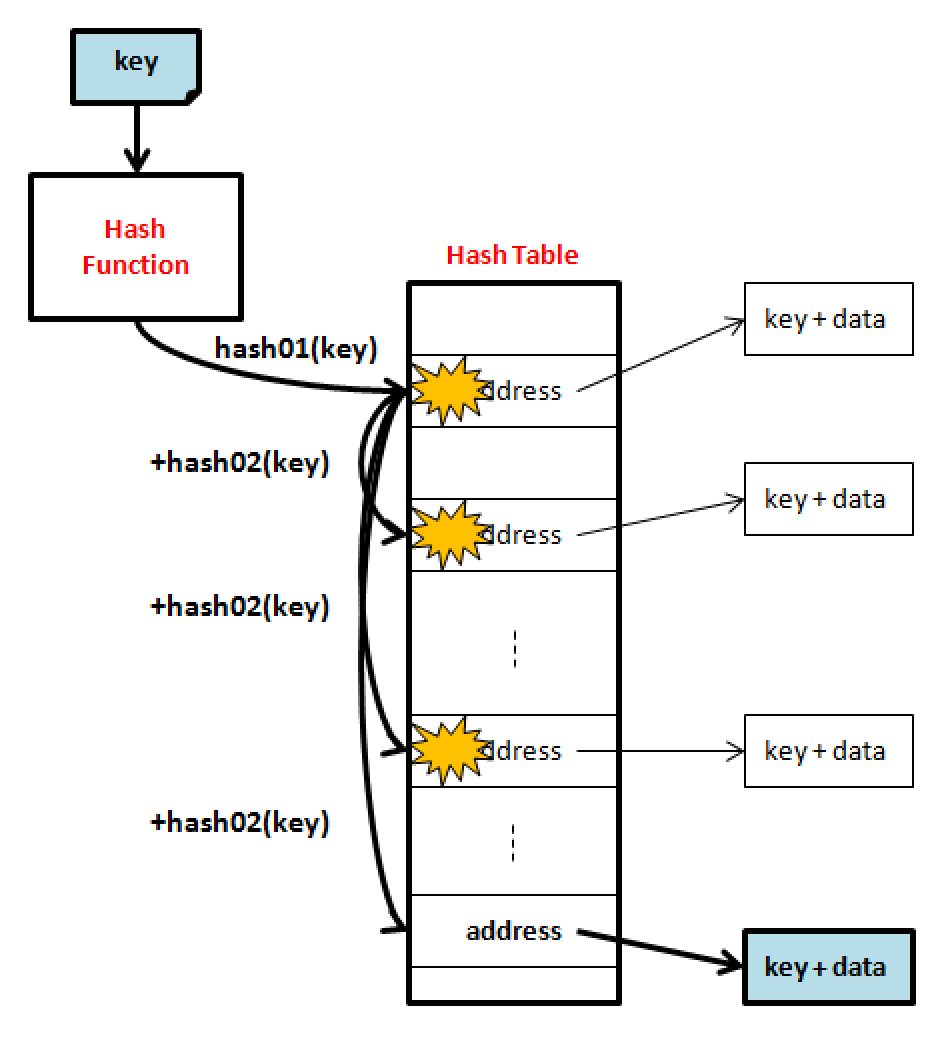 key
Hash
Function
Hash Table
hash01(key)
key + data
ddress
+hash02(key)
key + data
ddress
+hash02(key)
ddress
key + data
+hash02(key)
address
key + data